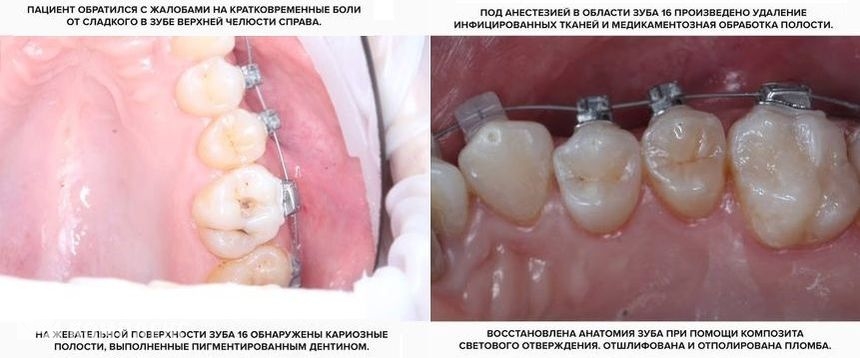 ПАЦИЕНТ ОБРАТИЛСЯ С ЖАЛОБАМИ НА КРАТКОВРЕМЕННЫЕ БОЛИ
ОТ СЛАДКОГО В ЗУБЕ ВЕРХНЕЙ ЧЕЛЮСТИ СПРАВА.
ПОД АНЕСТЕЗИЕЙ В ОБЛАСТИ ЗУБА 16 ПРОИЗВЕДЕНО УДАЛЕНИЕ
ИНФИЦИРОВАННЫХ ТКАНЕЙ И МЕДИКАМЕНТОЗНАЯ ОБРАБОТКА ПОЛОСТИ.
НА ЖЕВАТЕЛЬНОЙ ПОВЕРХНОСТИ ЗУБА 16 ОБНАРУЖЕНЫ КАРИОЗНЫЕ
ПОЛОСТИ, ВЫПОЛНЕННЫЕ ПИГМЕНТИРОВАННЫМ ДЕНТИНОМ.
ВОССТАНОВЛЕНА АНАТОМИЯ ЗУБА ПРИ ПОМОЩИ КОМПОЗИТА
СВЕТОВОГО ОТВЕРЖДЕНИЯ. ОТШЛИФОВАНА И ОТПОЛИРОВАНА ПЛОМБА.